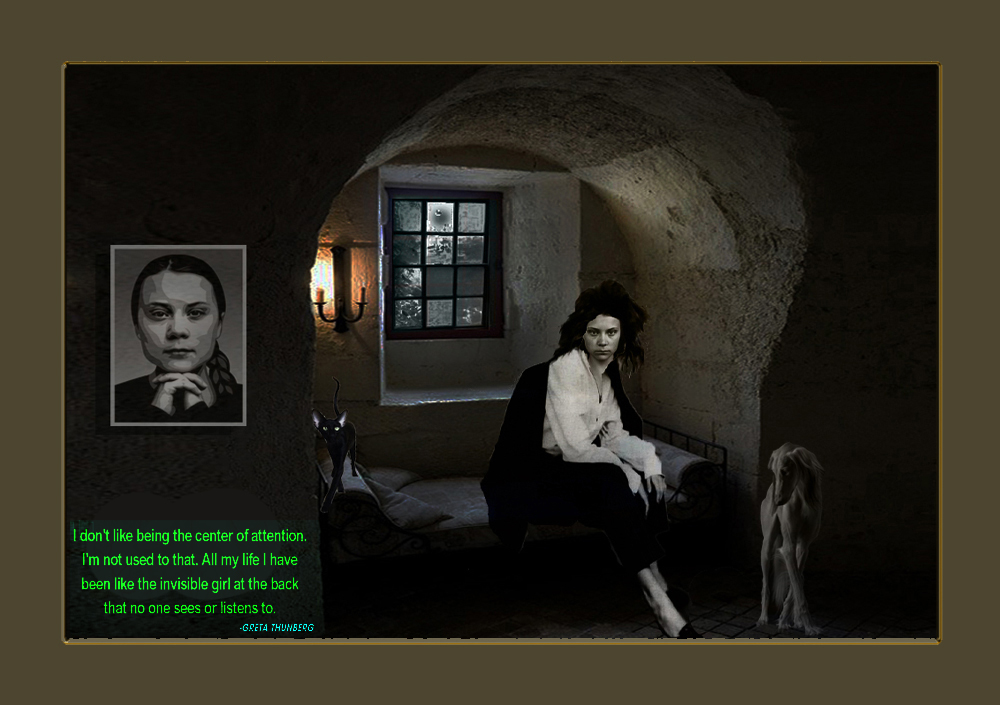 I don't like being the center of attention.
I'm not used to that. All my life I have
been like the invisible girl at the back
that no one sees or listens to.
-GRETA THUNBERG